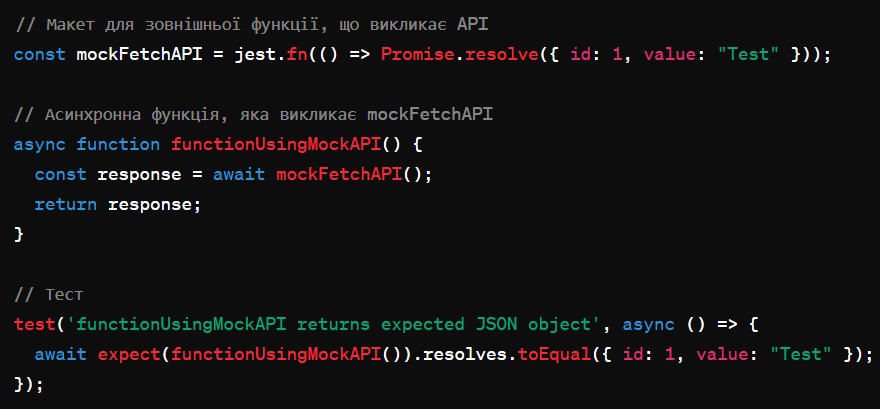 // Макет для зовнішньої функції, що викликає API
const mockFetchAPI = jest.fn(() => Promise.resolve({ id: 1, value: "Test" }));
// Асинхронна функція, яка викликає mockFetchAPI
async function functionUsingMockAPI() {
const response = await mockFetchAPI();
return response;
}
// Тест
test('functionUsingMockAPI returns expected JSON object', async () => {
await expect(functionUsingMockAPI()).resolves.toEqual({ id: 1, value: "Test" });
});